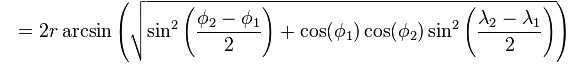 = 2r arcsin(√(sin²((ϕ₂ − ϕ₁)/2) + cos(ϕ₁) cos(ϕ₂) sin²((λ₂ − λ₁)/2)))